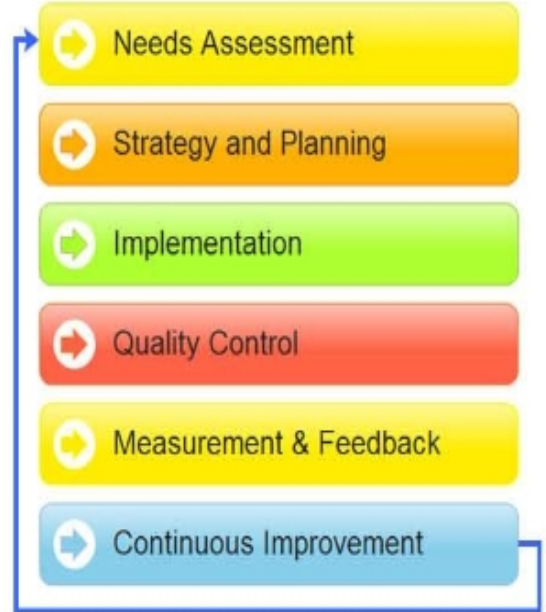 Needs Assessment
Strategy and Planning
Implementation
Quality Control
Measurement & Feedback
Continuous Improvement